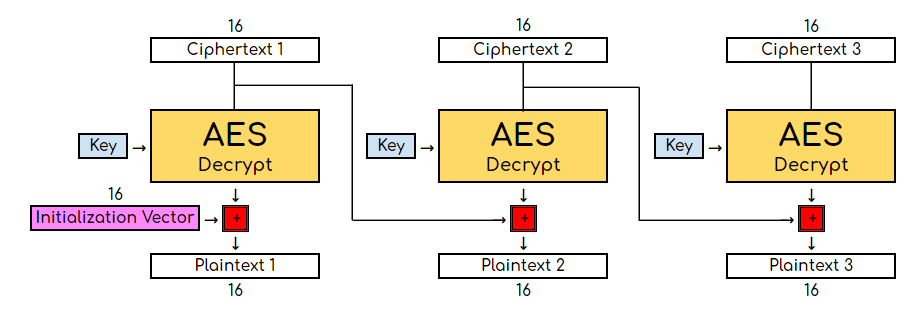 16 16 16
Ciphertext 1 Ciphertext 2 Ciphertext 3
AES AES AES
Key → Key → Key →
Decrypt Decrypt Decrypt
↓ ↓ ↓
16
Initialization Vector → + + +
↓ ↓ ↓
Plaintext 1 Plaintext 2 Plaintext 3
16 16 16